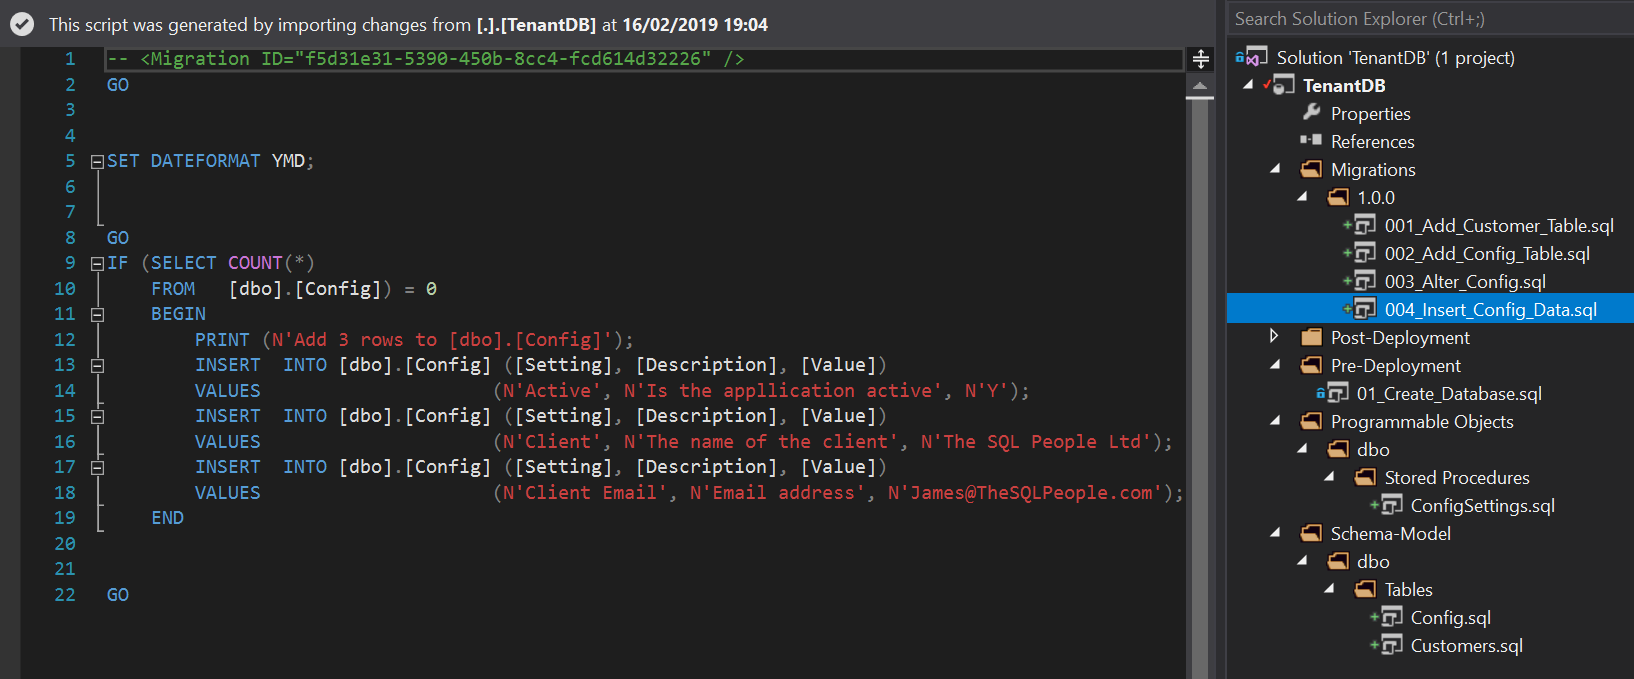 This script was generated by importing changes from [.].[TenantDB] at 16/02/2019 19:04
1 -- <Migration ID="f5d31e31-5390-450b-8cc4-fcd614d32226" />
2 GO
3
4
5 SET DATEFORMAT YMD;
6
7
8 GO
9 IF (SELECT COUNT(*)
10 FROM [dbo].[Config]) = 0
11 BEGIN
12 PRINT (N'Add 3 rows to [dbo].[Config]');
13 INSERT INTO [dbo].[Config] ([Setting], [Description], [Value])
14 VALUES (N'Active', N'Is the appllication active', N'Y');
15 INSERT INTO [dbo].[Config] ([Setting], [Description], [Value])
16 VALUES (N'Client', N'The name of the client', N'The SQL People Ltd');
17 INSERT INTO [dbo].[Config] ([Setting], [Description], [Value])
18 VALUES (N'Client Email', N'Email address', N'James@TheSQLPeople.com');
19 END
20
21
22 GO
Search Solution Explorer (Ctrl+;)
Solution 'TenantDB' (1 project)
TenantDB
Properties
References
Migrations
1.0.0
001_Add_Customer_Table.sql
002_Add_Config_Table.sql
003_Alter_Config.sql
004_Insert_Config_Data.sql
Post-Deployment
Pre-Deployment
01_Create_Database.sql
Programmable Objects
dbo
Stored Procedures
ConfigSettings.sql
Schema-Model
dbo
Tables
Config.sql
Customers.sql